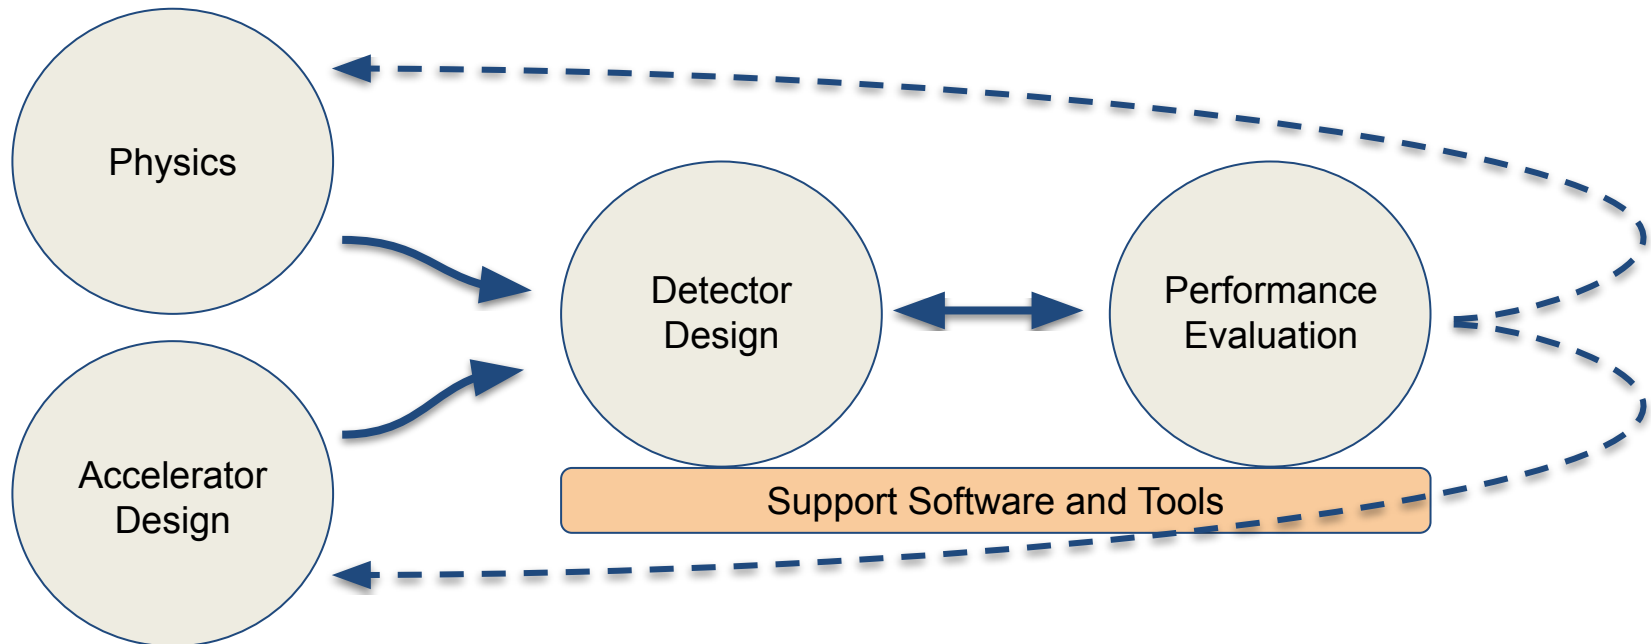 Physics
Detector
Design
Performance
Evaluation
Accelerator
Design
Support Software and Tools